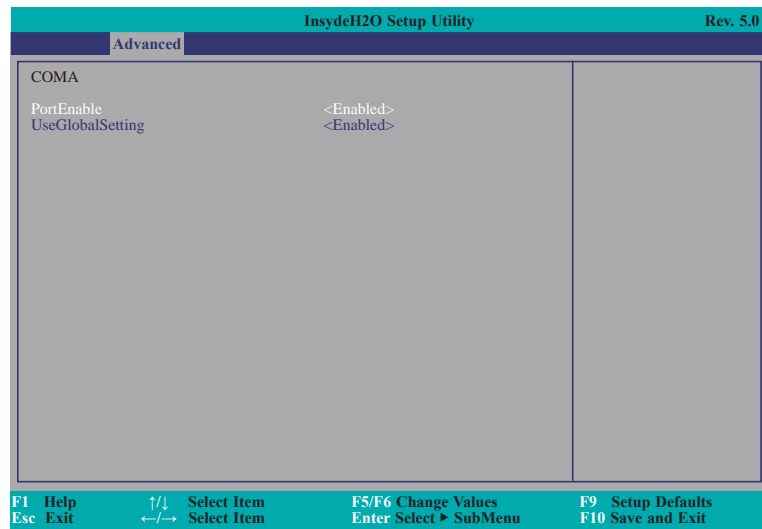 InsydeH2O Setup Utility Rev. 5.0
Advanced
COMA
PortEnable <Enabled>
UseGlobalSetting <Enabled>
F1 Help ↑/↓ Select Item F5/F6 Change Values F9 Setup Defaults
Esc Exit ←/→ Select Item Enter Select ▶ SubMenu F10 Save and Exit